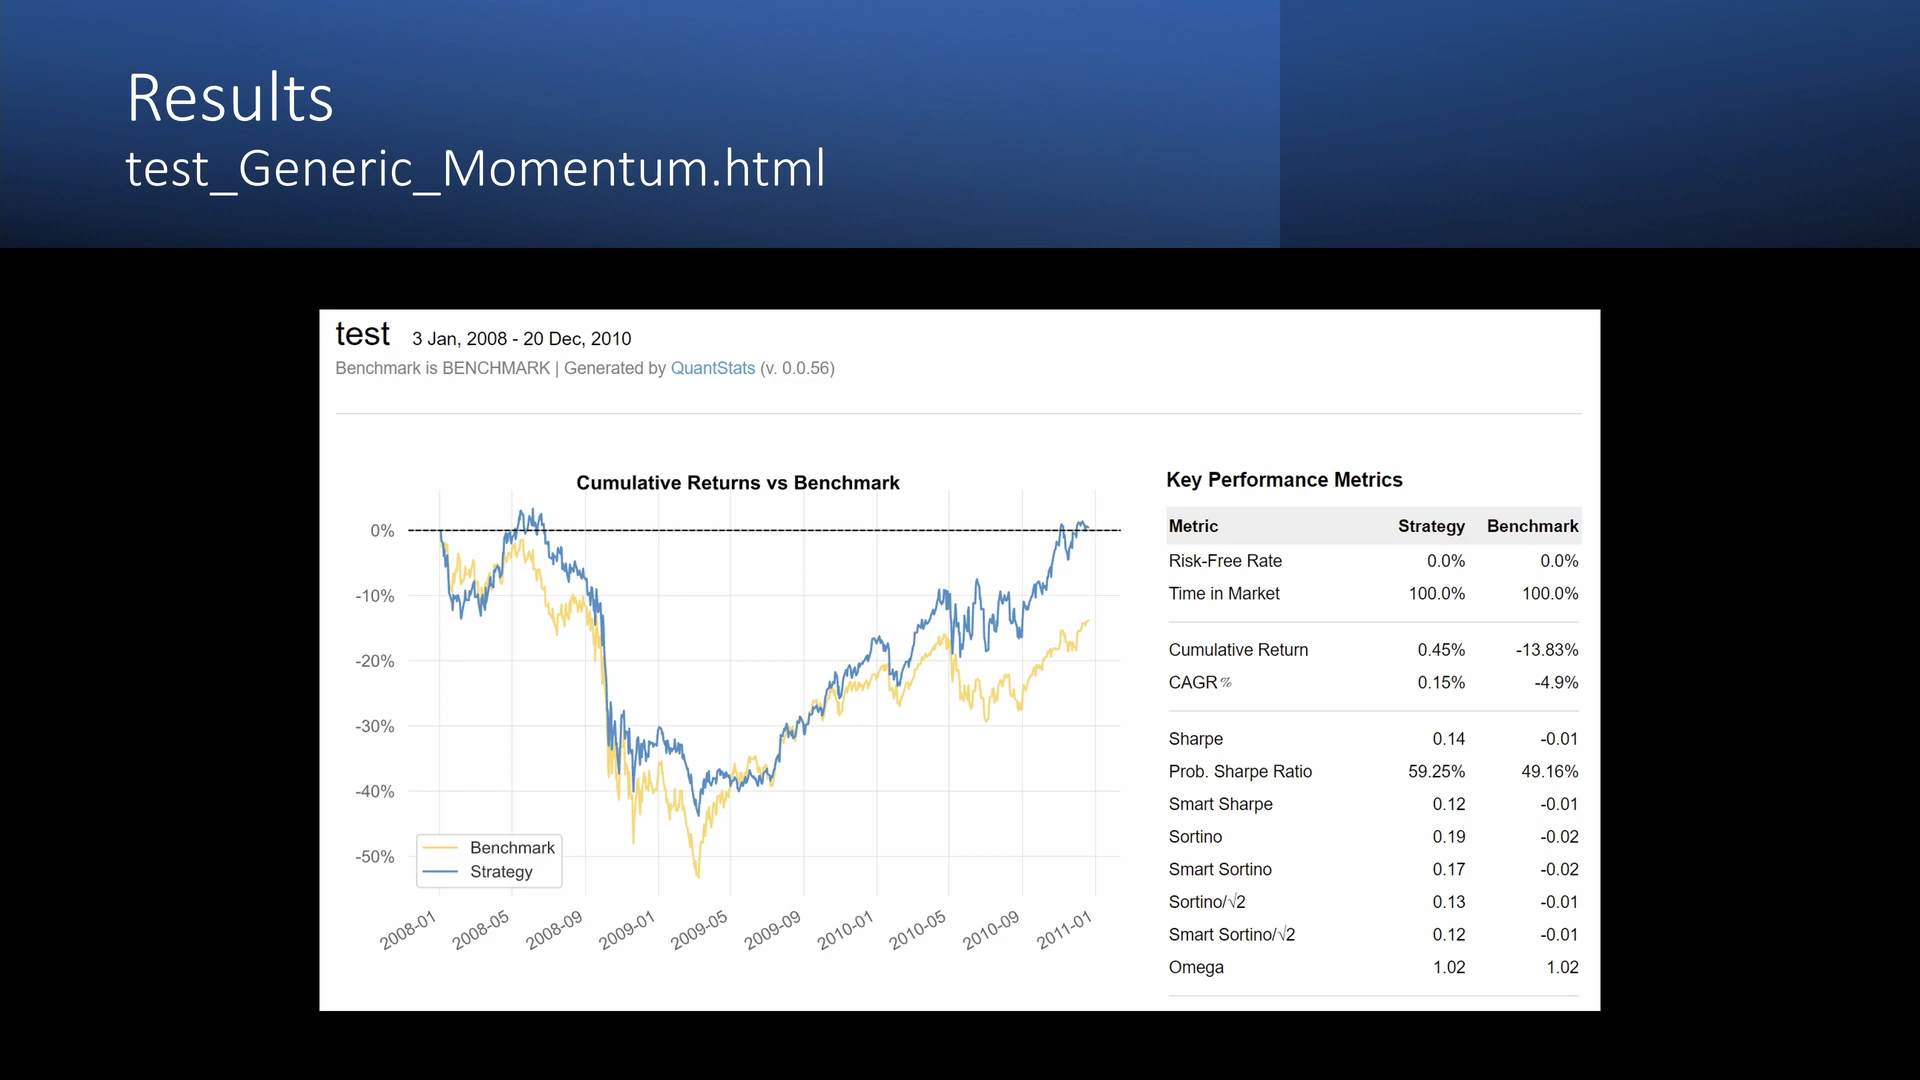 Results
test_Generic_Momentum.html
test 3 Jan, 2008 - 20 Dec, 2010
Benchmark is BENCHMARK | Generated by QuantStats (v. 0.0.56)
Cumulative Returns vs Benchmark
0%
-10%
-20%
-30%
-40%
-50%
Benchmark
Strategy
2008-01 2008-05 2008-09 2009-01 2009-05 2009-09 2010-01 2010-05 2010-09 2011-01
Key Performance Metrics
Metric Strategy Benchmark
Risk-Free Rate 0.0% 0.0%
Time in Market 100.0% 100.0%
Cumulative Return 0.45% -13.83%
CAGR﹪ 0.15% -4.9%
Sharpe 0.14 -0.01
Prob. Sharpe Ratio 59.25% 49.16%
Smart Sharpe 0.12 -0.01
Sortino 0.19 -0.02
Smart Sortino 0.17 -0.02
Sortino/√2 0.13 -0.01
Smart Sortino/√2 0.12 -0.01
Omega 1.02 1.02